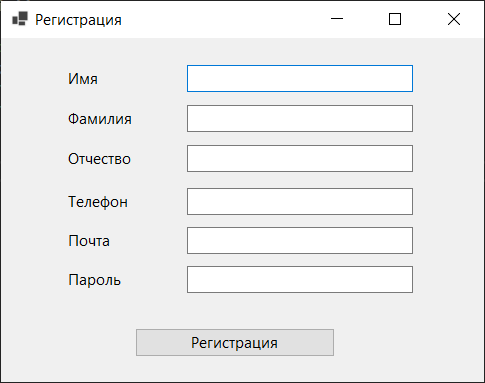 Регистрация
Имя
Фамилия
Отчество
Телефон
Почта
Пароль
Регистрация